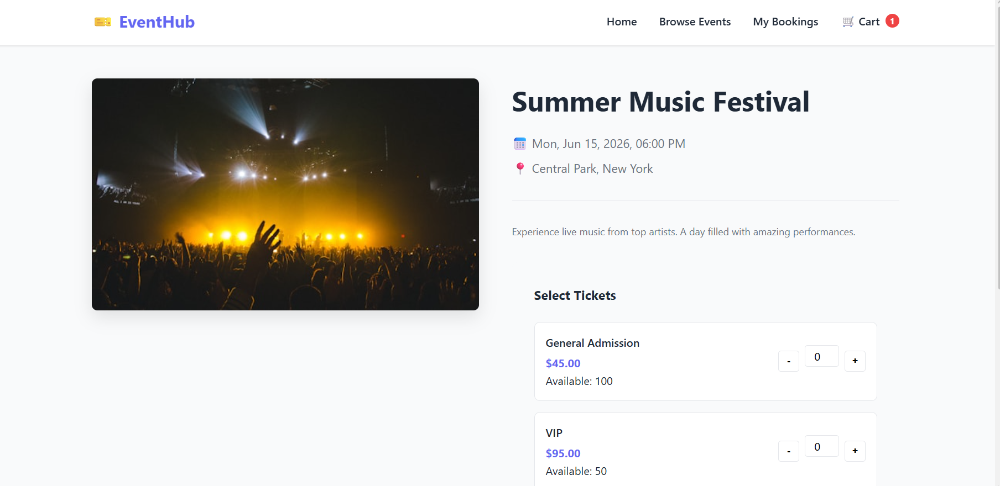 EventHub
Home Browse Events My Bookings Cart 1
Summer Music Festival
Mon, Jun 15, 2026, 06:00 PM
Central Park, New York
Experience live music from top artists. A day filled with amazing performances.
Select Tickets
General Admission
$45.00
Available: 100
- 0 +
VIP
$95.00
Available: 50
- 0 +